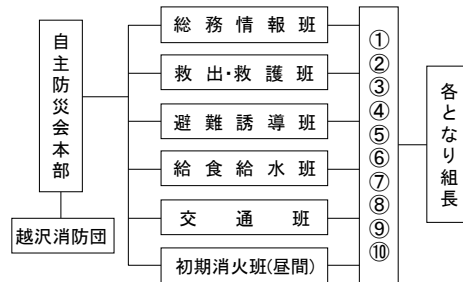 自主防災会本部
越沢消防団
総務情報班
救出・救護班
避難誘導班
給食給水班
交通班
初期消火班(昼間)
①
②
③
④
⑤
⑥
⑦
⑧
⑨
⑩
各となり組長